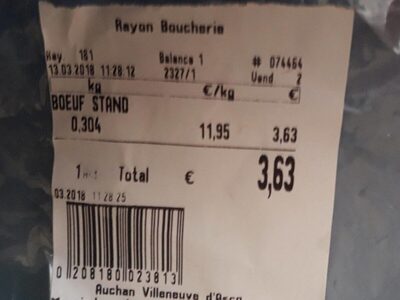 Rayon Boucherie
Key 181 Balance 1 # 074464
13.03.2018 11:28:12 2327/1 Vend 2
kg €/kg €
BOEUF STAND
0,304 11,95 3,63
1 Total € 3,63
03.2018 11:28:25
0 208180 023813
Auchan Villeneuve d'Ascq